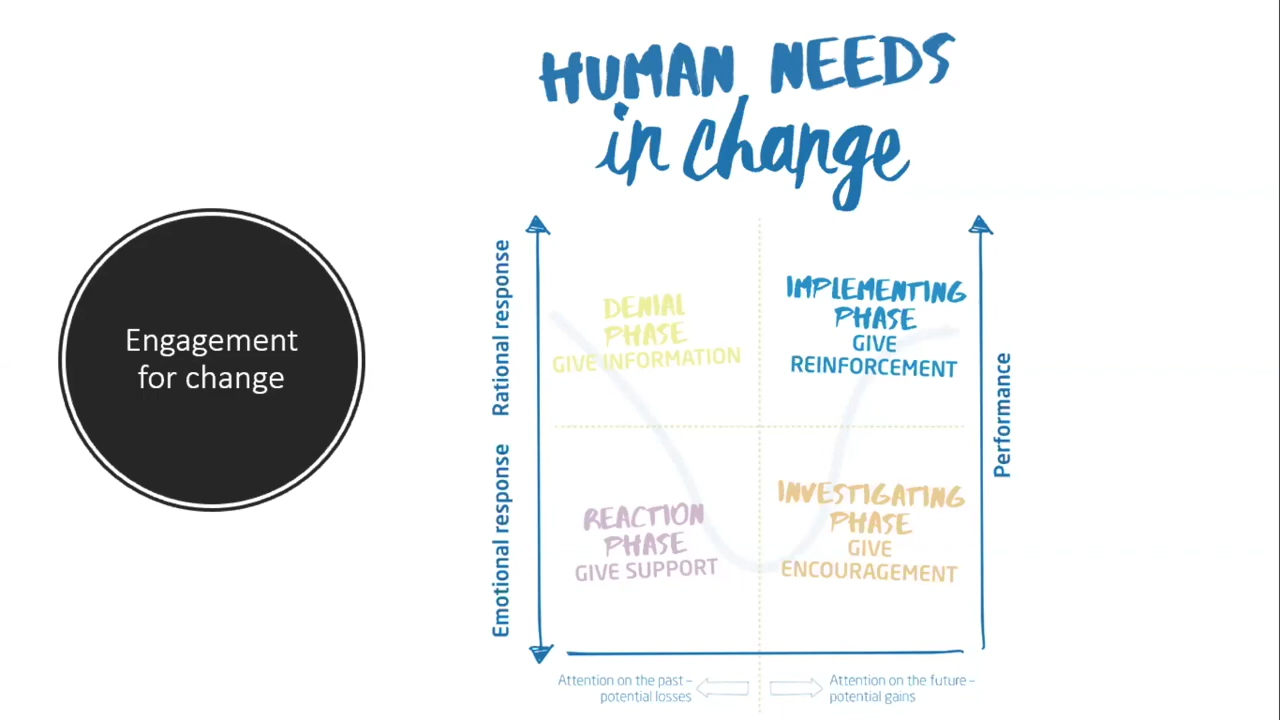 Engagement
for change
HUMAN NEEDS
in change
Rational response
Emotional response
DENIAL
PHASE
GIVE INFORMATION
IMPLEMENTING
PHASE
GIVE
REINFORCEMENT
REACTION
PHASE
GIVE SUPPORT
INVESTIGATING
PHASE
GIVE
ENCOURAGEMENT
Performance
Attention on the past –
potential losses
Attention on the future –
potential gains